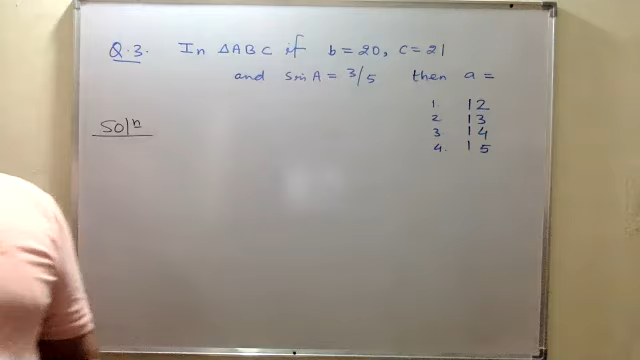 Q.3. In ΔABC if b = 20, c = 21
and sin A = 3/5 then a =
1. 12
2. 13
3. 14
4. 15
Solⁿ